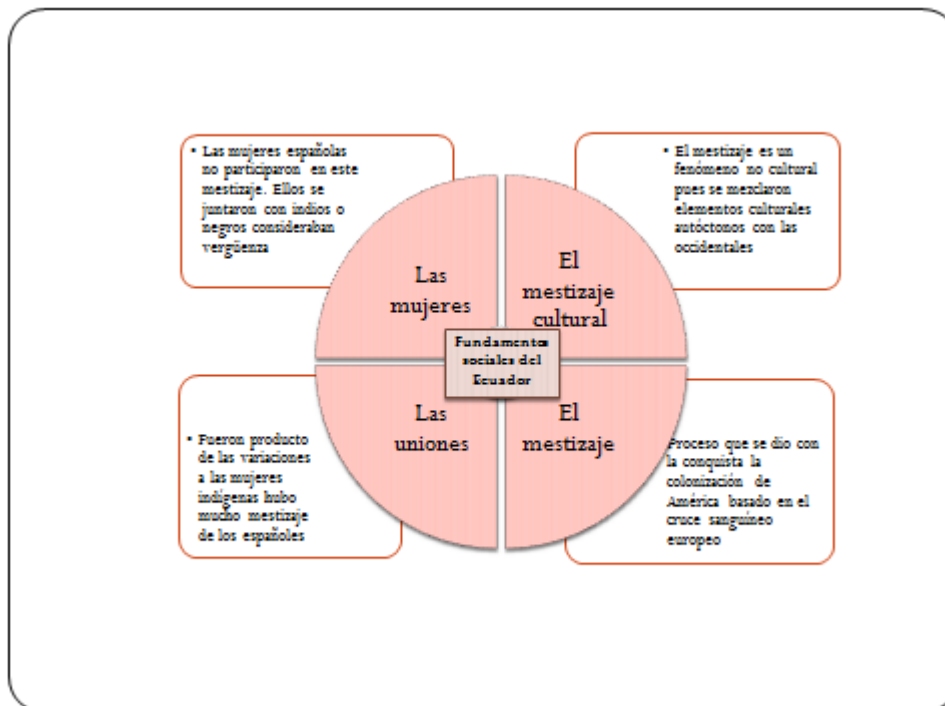 • Las mujeres españolas
no participaron en este
mestizaje. Ellos se
juntaron con indios o
negros consideraban
vergüenza
• El mestizaje es un
fenómeno no cultural
pues se mezclaron
elementos culturales
autóctonos con las
occidentales
Las
mujeres
El
mestizaje
cultural
Fundamentos
sociales del
Ecuador
Las
uniones
El
mestizaje
• Fueron producto
de las variaciones
a las mujeres
indígenas hubo
mucho mestizaje
de los españoles
Proceso que se dio con
la conquista la
colonización de
América basado en el
cruce sanguíneo
europeo